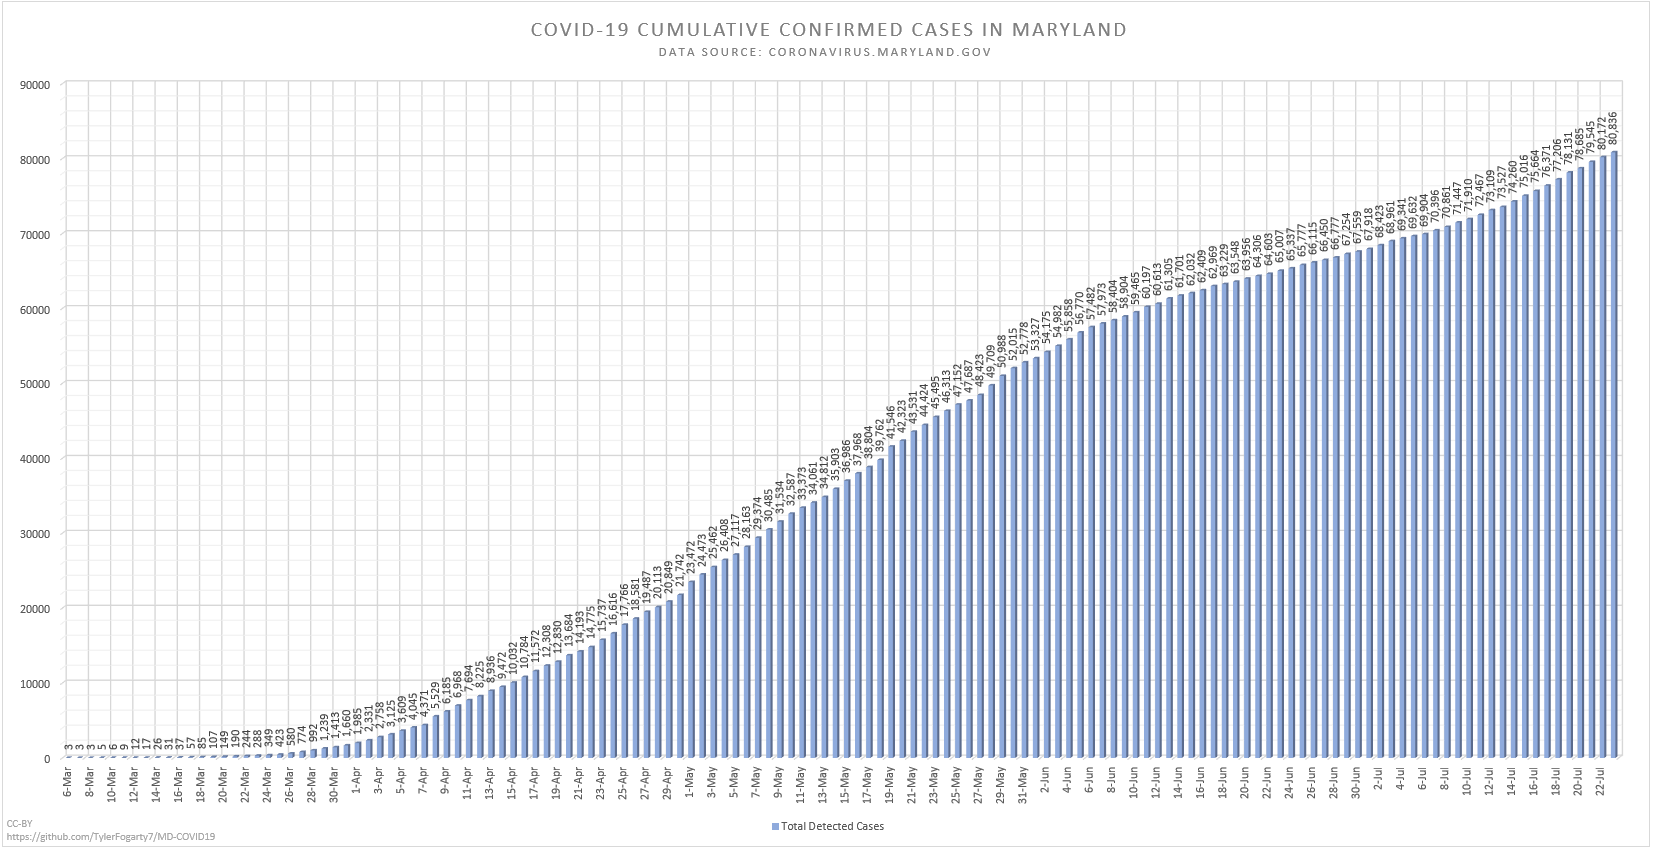 COVID-19 CUMULATIVE CONFIRMED CASES IN MARYLAND
DATA SOURCE: CORONAVIRUS.MARYLAND.GOV
90000
80000
70000
60000
50000
40000
30000
20000
10000
0
3 3 3 5 6 9 12 17 26 31 37 57 85 107 149 190 244 288 349 423 580 774 992 1,239 1,413 1,660 1,985 2,331 2,758 3,125 3,609 4,045 4,371 5,529 6,185 6,968 7,694 8,225 8,936 9,472 10,032 10,784 11,572 12,308 12,830 13,684 14,193 14,775 15,737 16,616 17,766 18,581 19,487 20,113 20,849 21,742 23,472 24,473 25,462 26,408 27,117 28,163 29,374 30,485 31,534 32,587 33,373 34,061 34,812 35,903 36,986 37,968 38,804 39,762 41,546 42,323 43,531 44,424 45,495 46,313 47,152 47,687 48,423 49,709 50,988 52,015 52,778 53,327 54,175 54,982 55,858 56,770 57,482 57,973 58,404 58,904 59,465 60,197 60,613 61,305 61,701 62,032 62,409 62,969 63,229 63,548 63,956 64,306 64,603 65,007 65,337 65,777 66,115 66,450 66,777 67,254 67,559 67,918 68,423 68,961 69,341 69,632 69,904 70,396 70,861 71,447 71,910 72,467 73,109 73,527 74,260 75,016 75,664 76,371 77,206 78,131 78,685 79,545 80,172 80,836
6-Mar 8-Mar 10-Mar 12-Mar 14-Mar 16-Mar 18-Mar 20-Mar 22-Mar 24-Mar 26-Mar 28-Mar 30-Mar 1-Apr 3-Apr 5-Apr 7-Apr 9-Apr 11-Apr 13-Apr 15-Apr 17-Apr 19-Apr 21-Apr 23-Apr 25-Apr 27-Apr 29-Apr 1-May 3-May 5-May 7-May 9-May 11-May 13-May 15-May 17-May 19-May 21-May 23-May 25-May 27-May 29-May 31-May 2-Jun 4-Jun 6-Jun 8-Jun 10-Jun 12-Jun 14-Jun 16-Jun 18-Jun 20-Jun 22-Jun 24-Jun 26-Jun 28-Jun 30-Jun 2-Jul 4-Jul 6-Jul 8-Jul 10-Jul 12-Jul 14-Jul 16-Jul 18-Jul 20-Jul 22-Jul
Total Detected Cases
CC-BY
https://github.com/TylerFogarty7/MD-COVID19